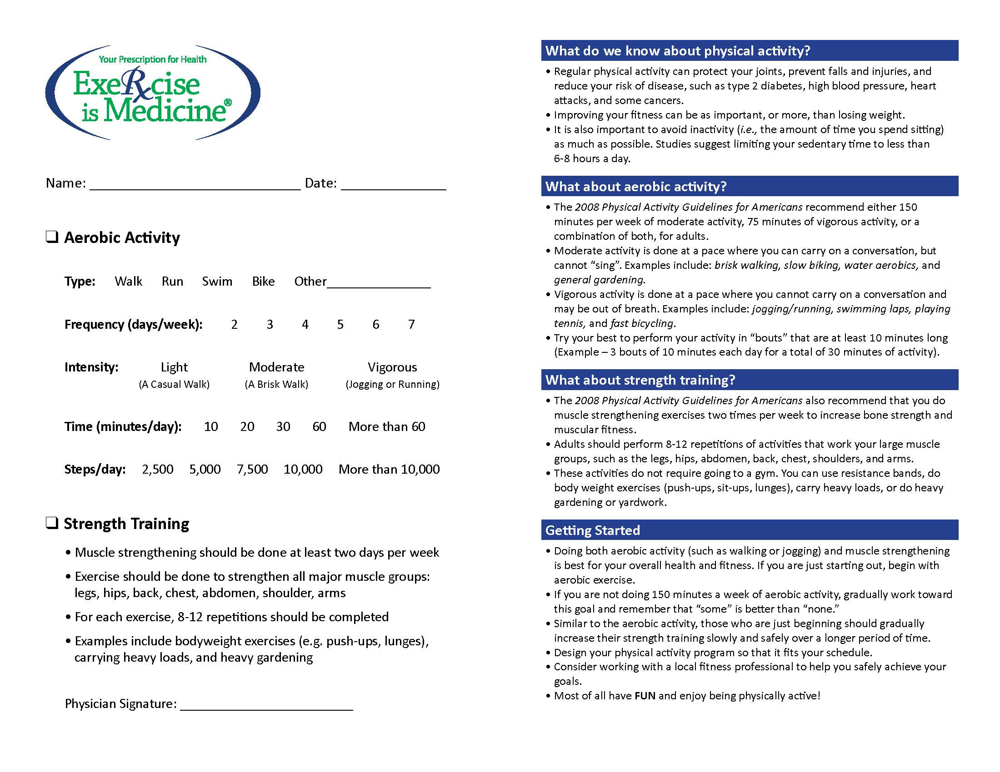 Your Prescription for Health
ExeRxcise
is Medicine®
Name: _____________________________ Date: ______________
❑ Aerobic Activity
Type: Walk Run Swim Bike Other______________
Frequency (days/week): 2 3 4 5 6 7
Intensity: Light Moderate Vigorous
(A Casual Walk) (A Brisk Walk) (Jogging or Running)
Time (minutes/day): 10 20 30 60 More than 60
Steps/day: 2,500 5,000 7,500 10,000 More than 10,000
❑ Strength Training
• Muscle strengthening should be done at least two days per week
• Exercise should be done to strengthen all major muscle groups:
legs, hips, back, chest, abdomen, shoulder, arms
• For each exercise, 8-12 repetitions should be completed
• Examples include bodyweight exercises (e.g. push-ups, lunges),
carrying heavy loads, and heavy gardening
Physician Signature: ________________________
What do we know about physical activity?
• Regular physical activity can protect your joints, prevent falls and injuries, and
reduce your risk of disease, such as type 2 diabetes, high blood pressure, heart
attacks, and some cancers.
• Improving your fitness can be as important, or more, than losing weight.
• It is also important to avoid inactivity (i.e., the amount of time you spend sitting)
as much as possible. Studies suggest limiting your sedentary time to less than
6-8 hours a day.
What about aerobic activity?
• The 2008 Physical Activity Guidelines for Americans recommend either 150
minutes per week of moderate activity, 75 minutes of vigorous activity, or a
combination of both, for adults.
• Moderate activity is done at a pace where you can carry on a conversation, but
cannot “sing”. Examples include: brisk walking, slow biking, water aerobics, and
general gardening.
• Vigorous activity is done at a pace where you cannot carry on a conversation and
may be out of breath. Examples include: jogging/running, swimming laps, playing
tennis, and fast bicycling.
• Try your best to perform your activity in “bouts” that are at least 10 minutes long
(Example – 3 bouts of 10 minutes each day for a total of 30 minutes of activity).
What about strength training?
• The 2008 Physical Activity Guidelines for Americans also recommend that you do
muscle strengthening exercises two times per week to increase bone strength and
muscular fitness.
• Adults should perform 8-12 repetitions of activities that work your large muscle
groups, such as the legs, hips, abdomen, back, chest, shoulders, and arms.
• These activities do not require going to a gym. You can use resistance bands, do
body weight exercises (push-ups, sit-ups, lunges), carry heavy loads, or do heavy
gardening or yardwork.
Getting Started
• Doing both aerobic activity (such as walking or jogging) and muscle strengthening
is best for your overall health and fitness. If you are just starting out, begin with
aerobic exercise.
• If you are not doing 150 minutes a week of aerobic activity, gradually work toward
this goal and remember that “some” is better than “none.”
• Similar to the aerobic activity, those who are just beginning should gradually
increase their strength training slowly and safely over a longer period of time.
• Design your physical activity program so that it fits your schedule.
• Consider working with a local fitness professional to help you safely achieve your
goals.
• Most of all have FUN and enjoy being physically active!